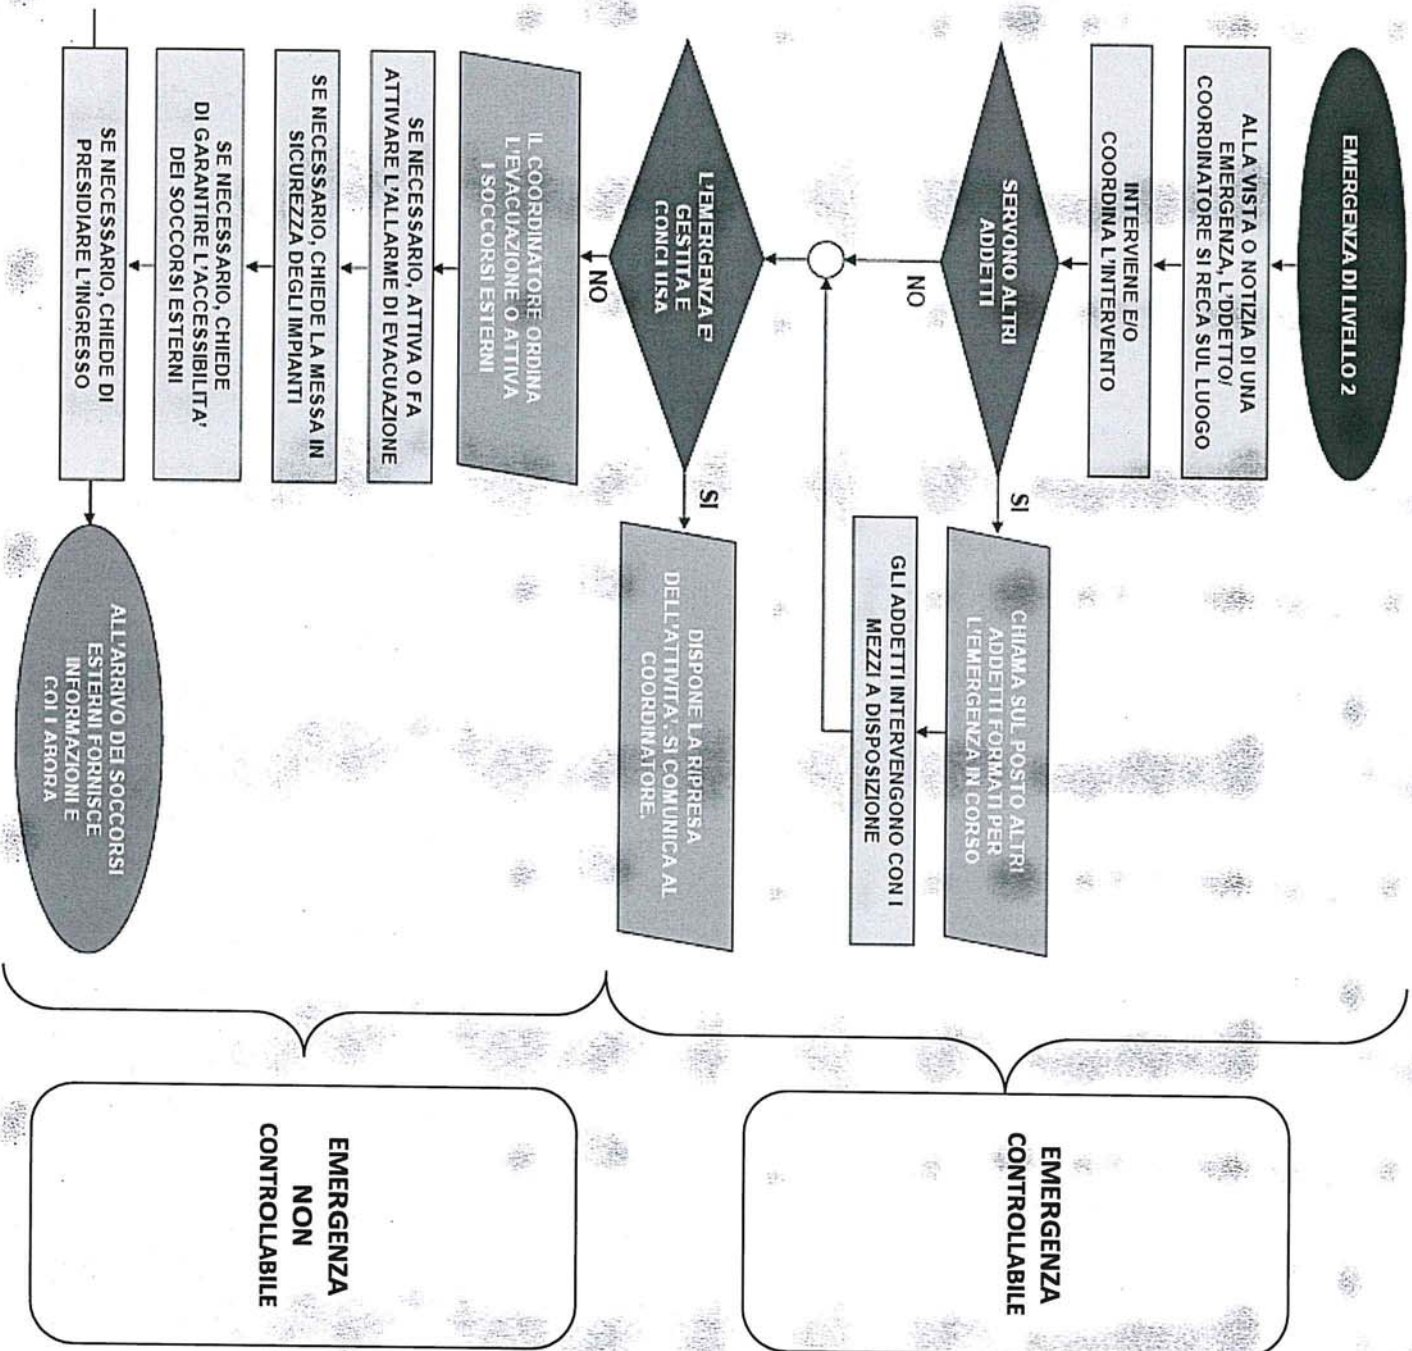 EMERGENZA DI LIVELLO 2
ALLA VISTA O NOTIZIA DI UNA
EMERGENZA, L'DDETTO/
COORDINATORE SI RECA SUL LUOGO
INTERVIENE E/O
COORDINA L'INTERVENTO
SERVONO ALTRI
ADDETTI
SI
CHIAMA SUL POSTO ALTRI
ADDETTI FORMATI PER
L'EMERGENZA IN CORSO
GLI ADDETTI INTERVENGONO CON I
MEZZI A DISPOSIZIONE
NO
L'EMERGENZA E'
GESTITA E
CONCLUSA
SI
DISPONE LA RIPRESA
DELL'ATTIVITA'. SI COMUNICA AL
COORDINATORE.
NO
IL COORDINATORE ORDINA
L'EVACUAZIONE O ATTIVA
I SOCCORSI ESTERNI
SE NECESSARIO, ATTIVA O FA
ATTIVARE L'ALLARME DI EVACUAZIONE
SE NECESSARIO, CHIEDE LA MESSA IN
SICUREZZA DEGLI IMPIANTI
SE NECESSARIO, CHIEDE
DI GARANTIRE L'ACCESSIBILITA'
DEI SOCCORSI ESTERNI
SE NECESSARIO, CHIEDE DI
PRESIDIARE L'INGRESSO
ALL'ARRIVO DEI SOCCORSI
ESTERNI FORNISCE
INFORMAZIONI E
COLLABORA
EMERGENZA
CONTROLLABILE
EMERGENZA
NON
CONTROLLABILE